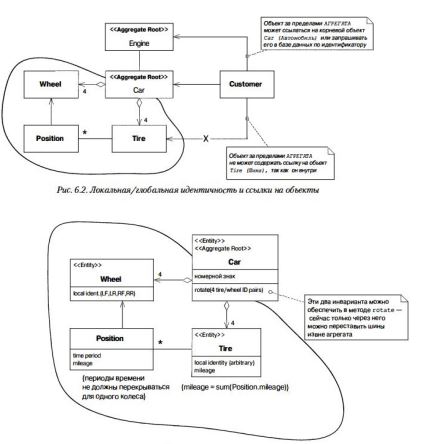 <<Aggregate Root>>
Engine
Объект за пределами АГРЕГАТА
может ссылаться на корневой объект
Car (Автомобиль) или запрашивать
его в базе данных по идентификатору
Wheel
4
<<Aggregate Root>>
Car
Customer
4
Position
*
Tire
X
Объект за пределами АГРЕГАТА
не может содержать ссылку на объект
Tire (Шина), так как он внутри
Рис. 6.2. Локальная/глобальная идентичность и ссылки на объекты
<<Entity>>
<<Aggregate Root>>
Car
номерной знак
rotate(4 tire/wheel ID pairs)
<<Entity>>
Wheel
local ident.{LF,LR,RF,RR}
4
Эти два инварианта можно
обеспечить в методе rotate —
сейчас только через него
можно переставить шины
извне агрегата
4
Position
time period
mileage
*
<<Entity>>
Tire
local identity (arbitrary)
mileage
{периоды времени
не должны перекрываться
для одного колеса}
{mileage = sum(Position.mileage)}